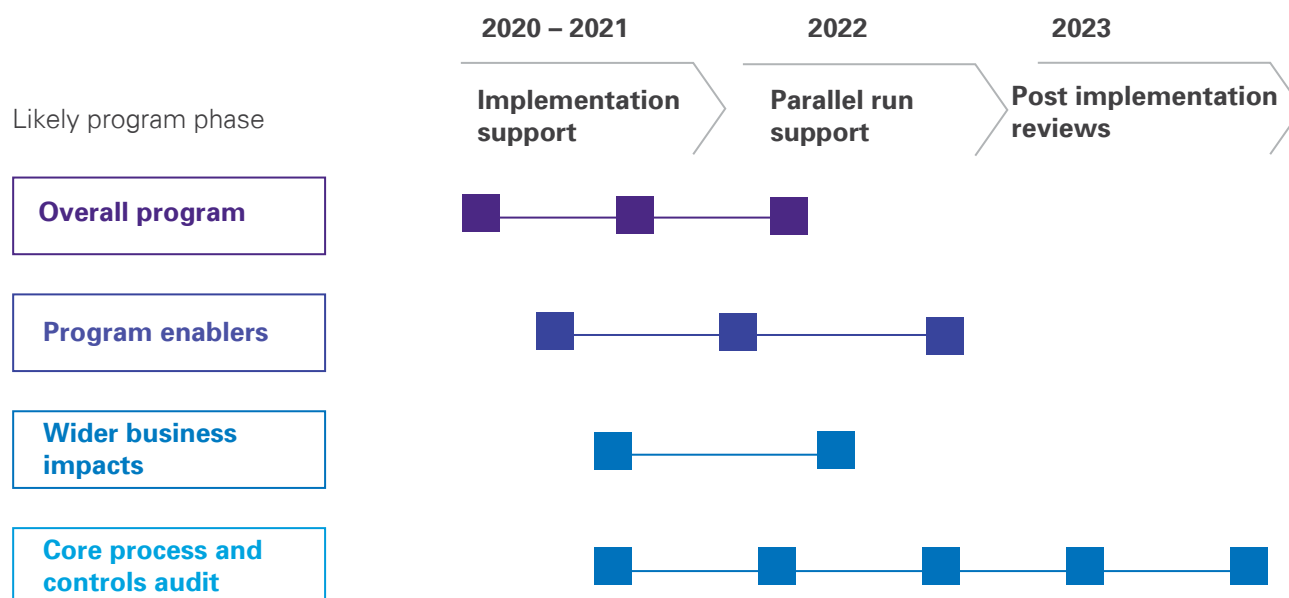 2020 – 2021
2022
2023
Likely program phase
Implementation
support
Parallel run
support
Post implementation
reviews
Overall program
Program enablers
Wider business
impacts
Core process and
controls audit